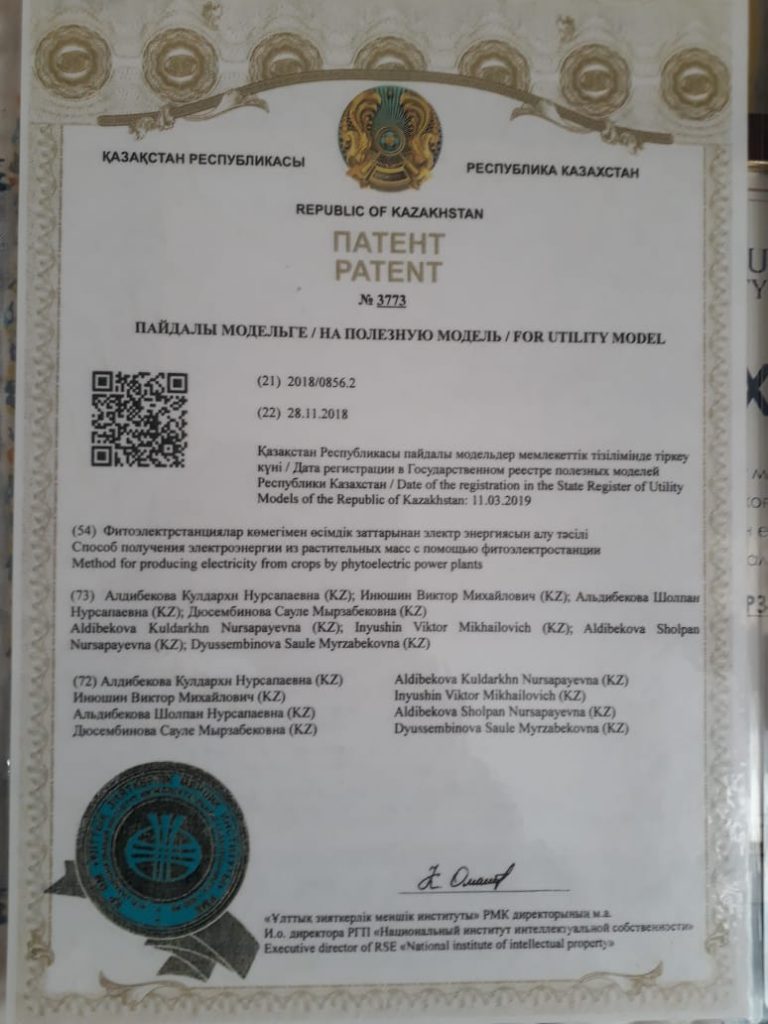 ҚАЗАҚСТАН РЕСПУБЛИКАСЫ
РЕСПУБЛИКА КАЗАХСТАН
REPUBLIC OF KAZAKHSTAN
ПАТЕНТ
PATENT
№ 3773
ПАЙДАЛЫ МОДЕЛЬГЕ / НА ПОЛЕЗНУЮ МОДЕЛЬ / FOR UTILITY MODEL
(21) 2018/0856.2
(22) 28.11.2018
Қазақстан Республикасы пайдалы модельдер мемлекеттік тізілімінде тіркеу
күні / Дата регистрации в Государственном реестре полезных моделей
Республики Казахстан / Date of the registration in the State Register of Utility
Models of the Republic of Kazakhstan: 11.03.2019
(54) Фитоэлектрстанциялар көмегімен өсімдік заттарынан электр энергиясын алу тәсілі
Способ получения электроэнергии из растительных масс с помощью фитоэлектростанции
Method for producing electricity from crops by phytoelectric power plants
(73) Алдибекова Кулдархн Нурсапаевна (KZ); Инюшин Виктор Михайлович (KZ); Альдибекова Шолпан
Нурсапаевна (KZ); Дюсембинова Сауле Мырзабековна (KZ)
Aldibekova Kuldarkhn Nursapayevna (KZ); Inyushin Viktor Mikhailovich (KZ); Aldibekova Sholpan
Nursapayevna (KZ); Dyussembinova Saule Myrzabekovna (KZ)
(72) Алдибекова Кулдархн Нурсапаевна (KZ)
Инюшин Виктор Михайлович (KZ)
Альдибекова Шолпан Нурсапаевна (KZ)
Дюсембинова Сауле Мырзабековна (KZ)
Aldibekova Kuldarkhn Nursapayevna (KZ)
Inyushin Viktor Mikhailovich (KZ)
Aldibekova Sholpan Nursapayevna (KZ)
Dyussembinova Saule Myrzabekovna (KZ)
«Ұлттық зияткерлік меншік институты» РМК директорының м.а.
И.о. директора РГП «Национальный институт интеллектуальной собственности»
Executive director of RSE «National institute of intellectual property»